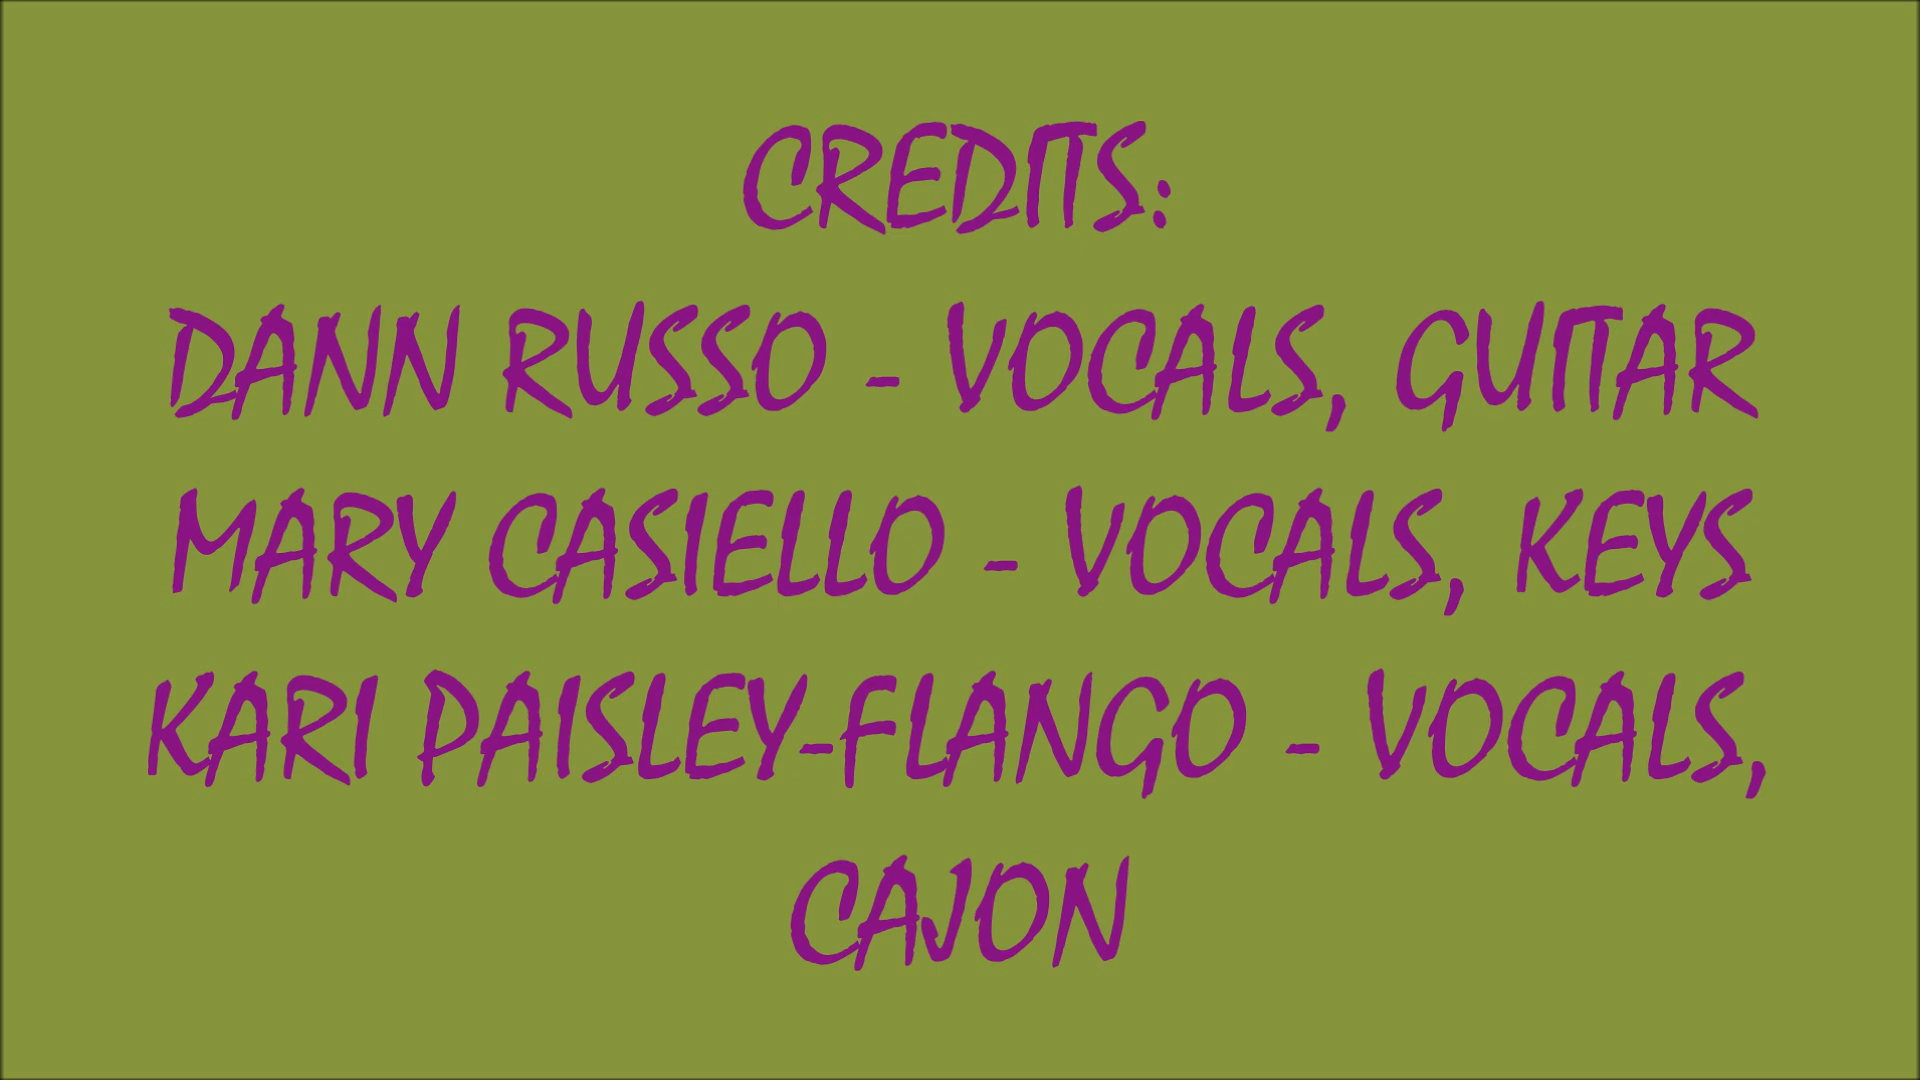 CREDITS:
DANN RUSSO - VOCALS, GUITAR
MARY CASIELLO - VOCALS, KEYS
KARI PAISLEY-FLANGO - VOCALS,
CAJON